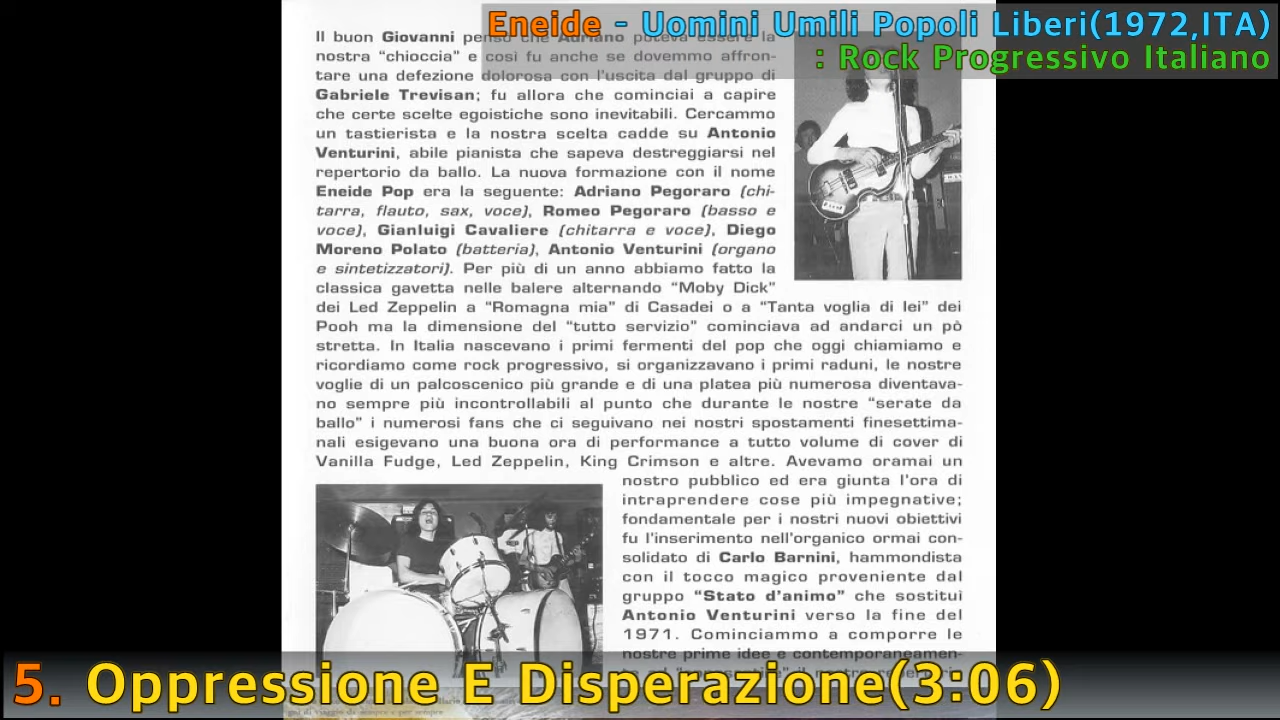 Eneide - Uomini Umili Popoli Liberi(1972,ITA)
: Rock Progressivo Italiano
Il buon Giovanni pensò che Adriano poteva essere la
nostra “chioccia” e così fu anche se dovemmo affron-
tare una defezione dolorosa con l'uscita dal gruppo di
Gabriele Trevisan; fu allora che cominciai a capire
che certe scelte egoistiche sono inevitabili. Cercammo
un tastierista e la nostra scelta cadde su Antonio
Venturini, abile pianista che sapeva destreggiarsi nel
repertorio da ballo. La nuova formazione con il nome
Eneide Pop era la seguente: Adriano Pegoraro (chi-
tarra, flauto, sax, voce), Romeo Pegoraro (basso e
voce), Gianluigi Cavaliere (chitarra e voce), Diego
Moreno Polato (batteria), Antonio Venturini (organo
e sintetizzatori). Per più di un anno abbiamo fatto la
classica gavetta nelle balere alternando “Moby Dick”
dei Led Zeppelin a “Romagna mia” di Casadei o a “Tanta voglia di lei” dei
Pooh ma la dimensione del “tutto servizio” cominciava ad andarci un pò
stretta. In Italia nascevano i primi fermenti del pop che oggi chiamiamo e
ricordiamo come rock progressivo, si organizzavano i primi raduni, le nostre
voglie di un palcoscenico più grande e di una platea più numerosa diventava-
no sempre più incontrollabili al punto che durante le nostre “serate da
ballo” i numerosi fans che ci seguivano nei nostri spostamenti finesettima-
nali esigevano una buona ora di performance a tutto volume di cover di
Vanilla Fudge, Led Zeppelin, King Crimson e altre. Avevamo oramai un
nostro pubblico ed era giunta l'ora di
intraprendere cose più impegnative;
fondamentale per i nostri nuovi obiettivi
fu l'inserimento nell'organico ormai con-
solidato di Carlo Barnini, hammondista
con il tocco magico proveniente dal
gruppo “Stato d'animo” che sostituì
Antonio Venturini verso la fine del
1971. Cominciammo a comporre le
nostre prime idee e contemporaneamen-
5. Oppressione E Disperazione(3:06)